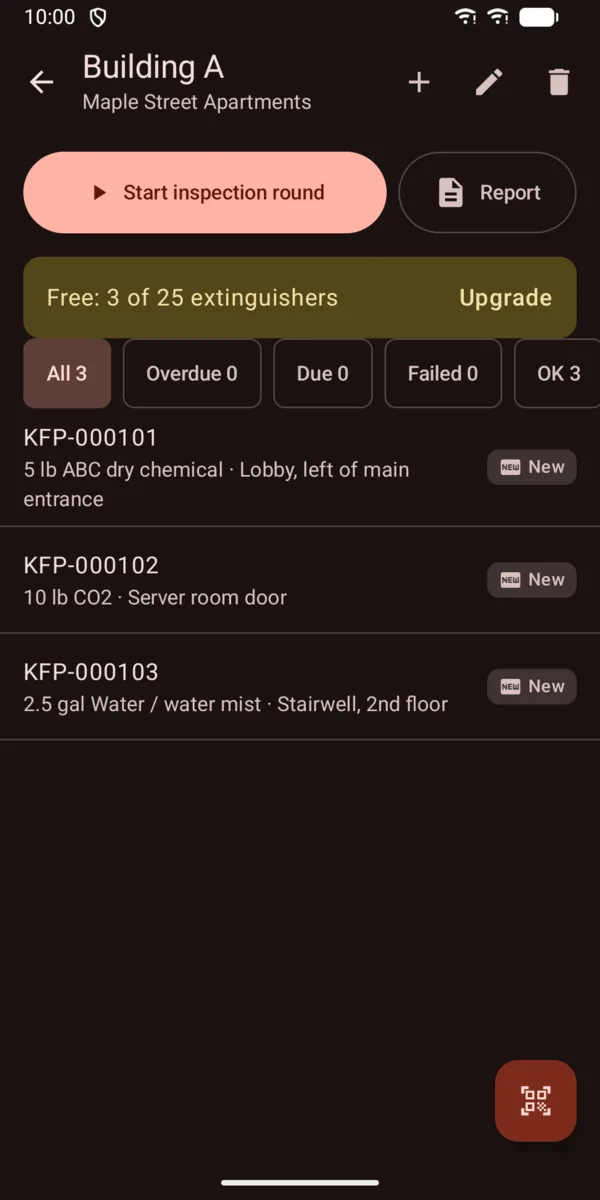 10:00
Building A
Maple Street Apartments
Start inspection round
Report
Free: 3 of 25 extinguishers
Upgrade
All 3
Overdue 0
Due 0
Failed 0
OK 3
KFP-000101
5 lb ABC dry chemical · Lobby, left of main
entrance
NEW New
KFP-000102
10 lb CO2 · Server room door
NEW New
KFP-000103
2.5 gal Water / water mist · Stairwell, 2nd floor
NEW New